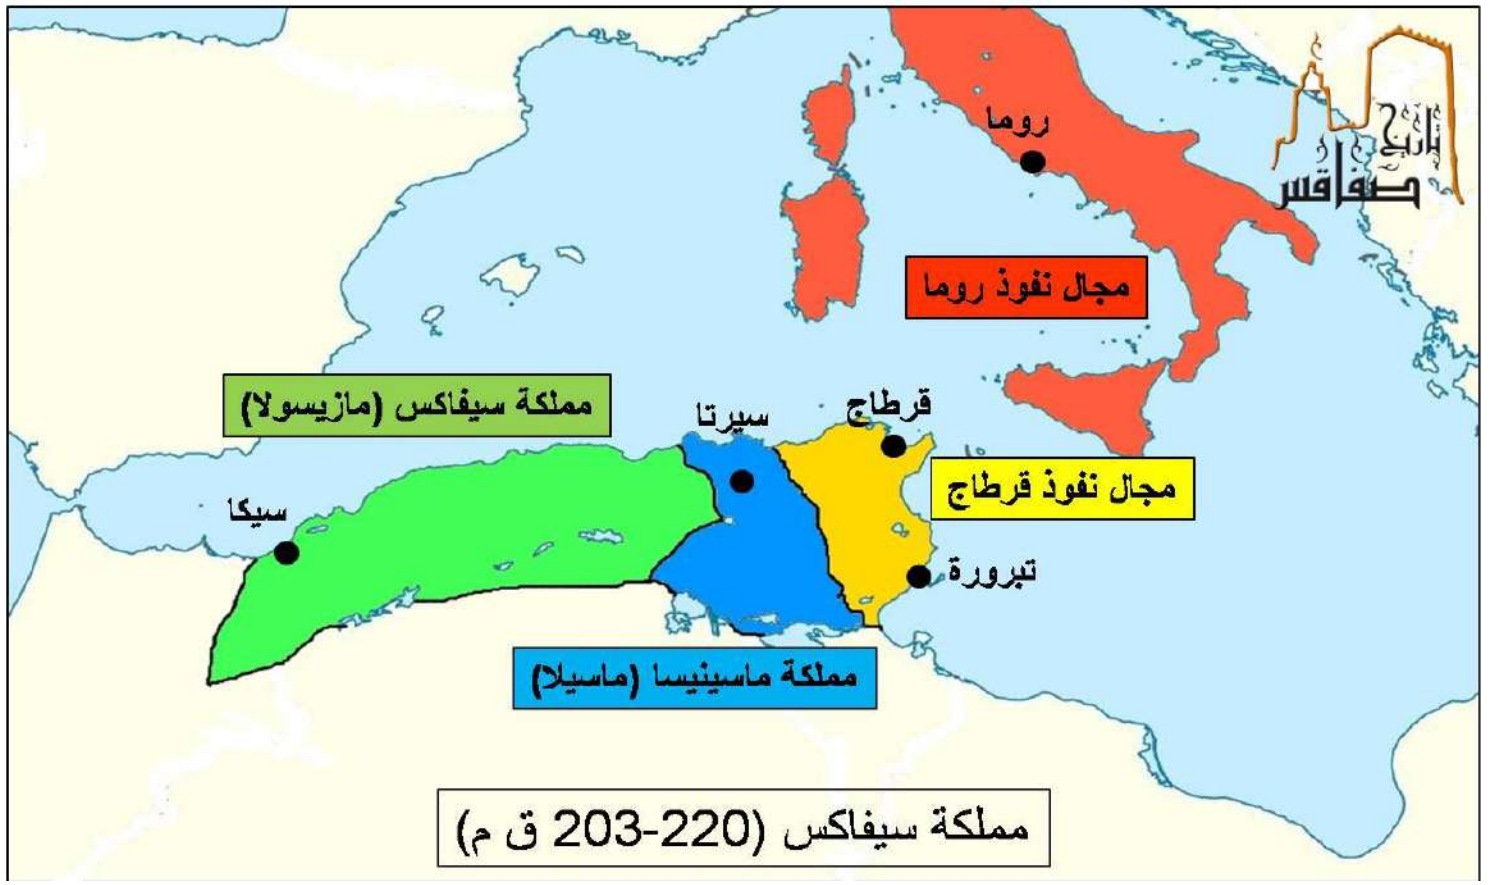 تاريخ
صفاقس
روما
مجال نفوذ روما
مملكة سيفاكس (مازيسولا)
سيرتا
قرطاج
مجال نفوذ قرطاج
سيكا
تبرورة
مملكة ماسينيسا (ماسيلا)
مملكة سيفاكس (220-203 ق م)